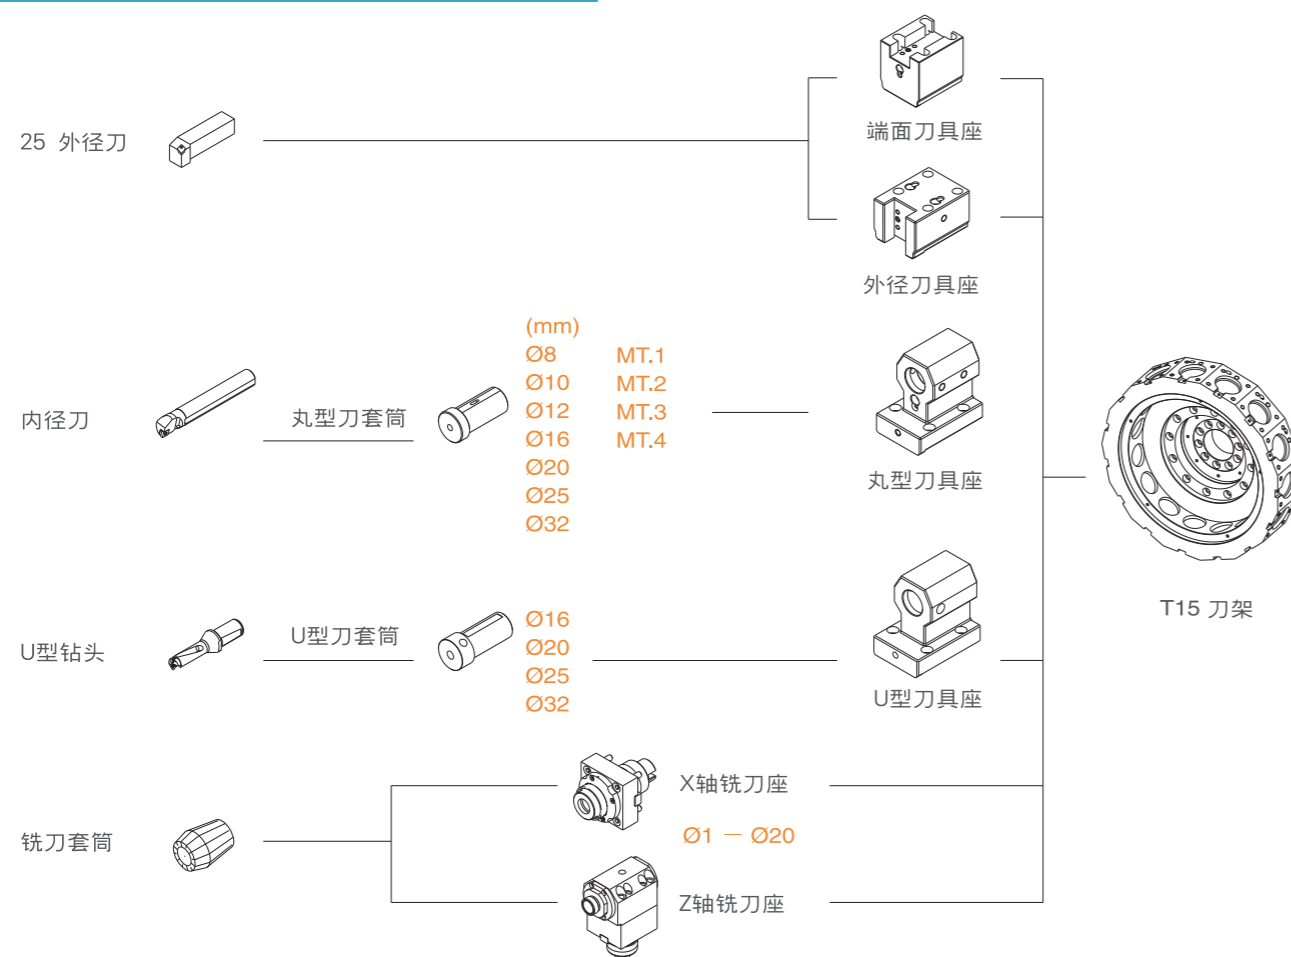 端面刀具座
25 外径刀
外径刀具座
(mm)
Ø8 MT.1
Ø10 MT.2
Ø12 MT.3
Ø16 MT.4
Ø20
Ø25
Ø32
内径刀
丸型刀套筒
丸型刀具座
T15 刀架
U型钻头
U型刀套筒
Ø16
Ø20
Ø25
Ø32
U型刀具座
X轴铣刀座
Ø1 － Ø20
铣刀套筒
Z轴铣刀座